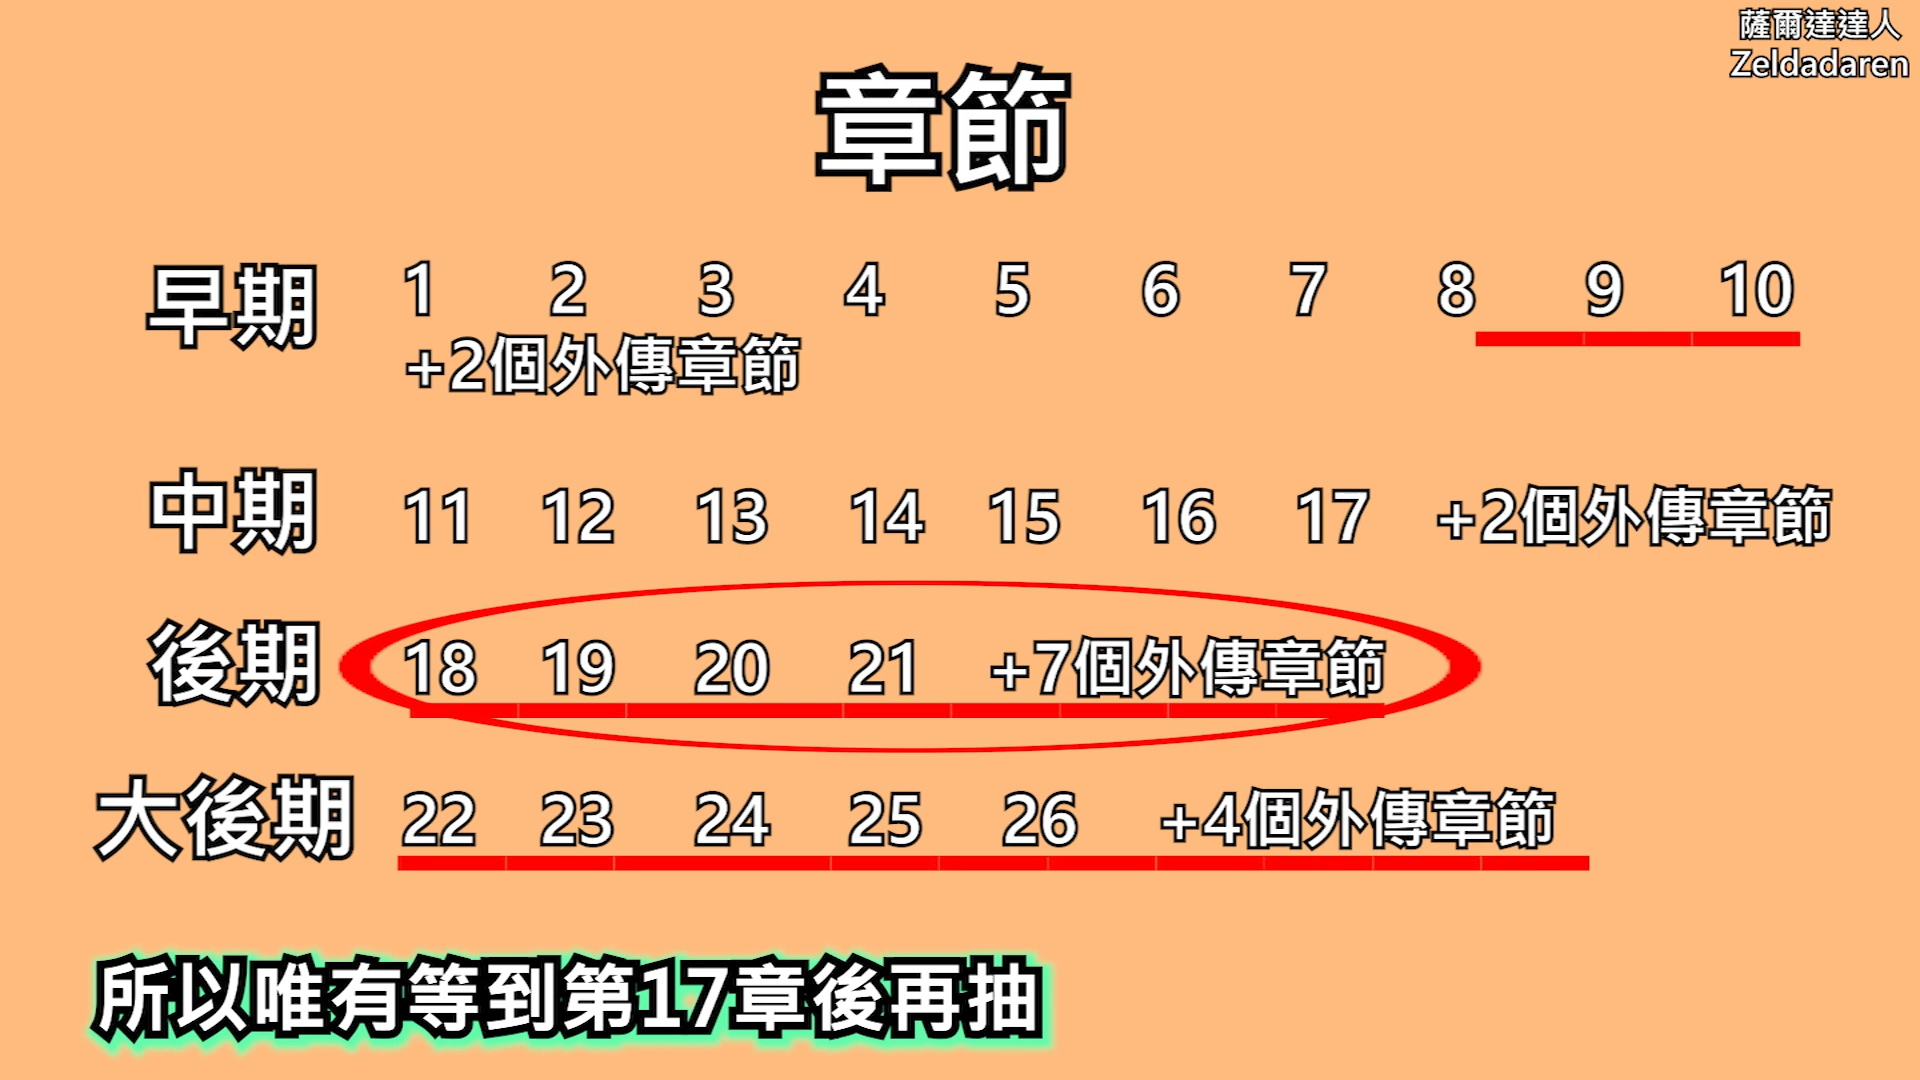 薩爾達達人
Zeldadaren
章節
早期 1 2 3 4 5 6 7 8 9 10
+2個外傳章節
中期 11 12 13 14 15 16 17 +2個外傳章節
後期 18 19 20 21 +7個外傳章節
大後期 22 23 24 25 26 +4個外傳章節
所以唯有等到第17章後再抽